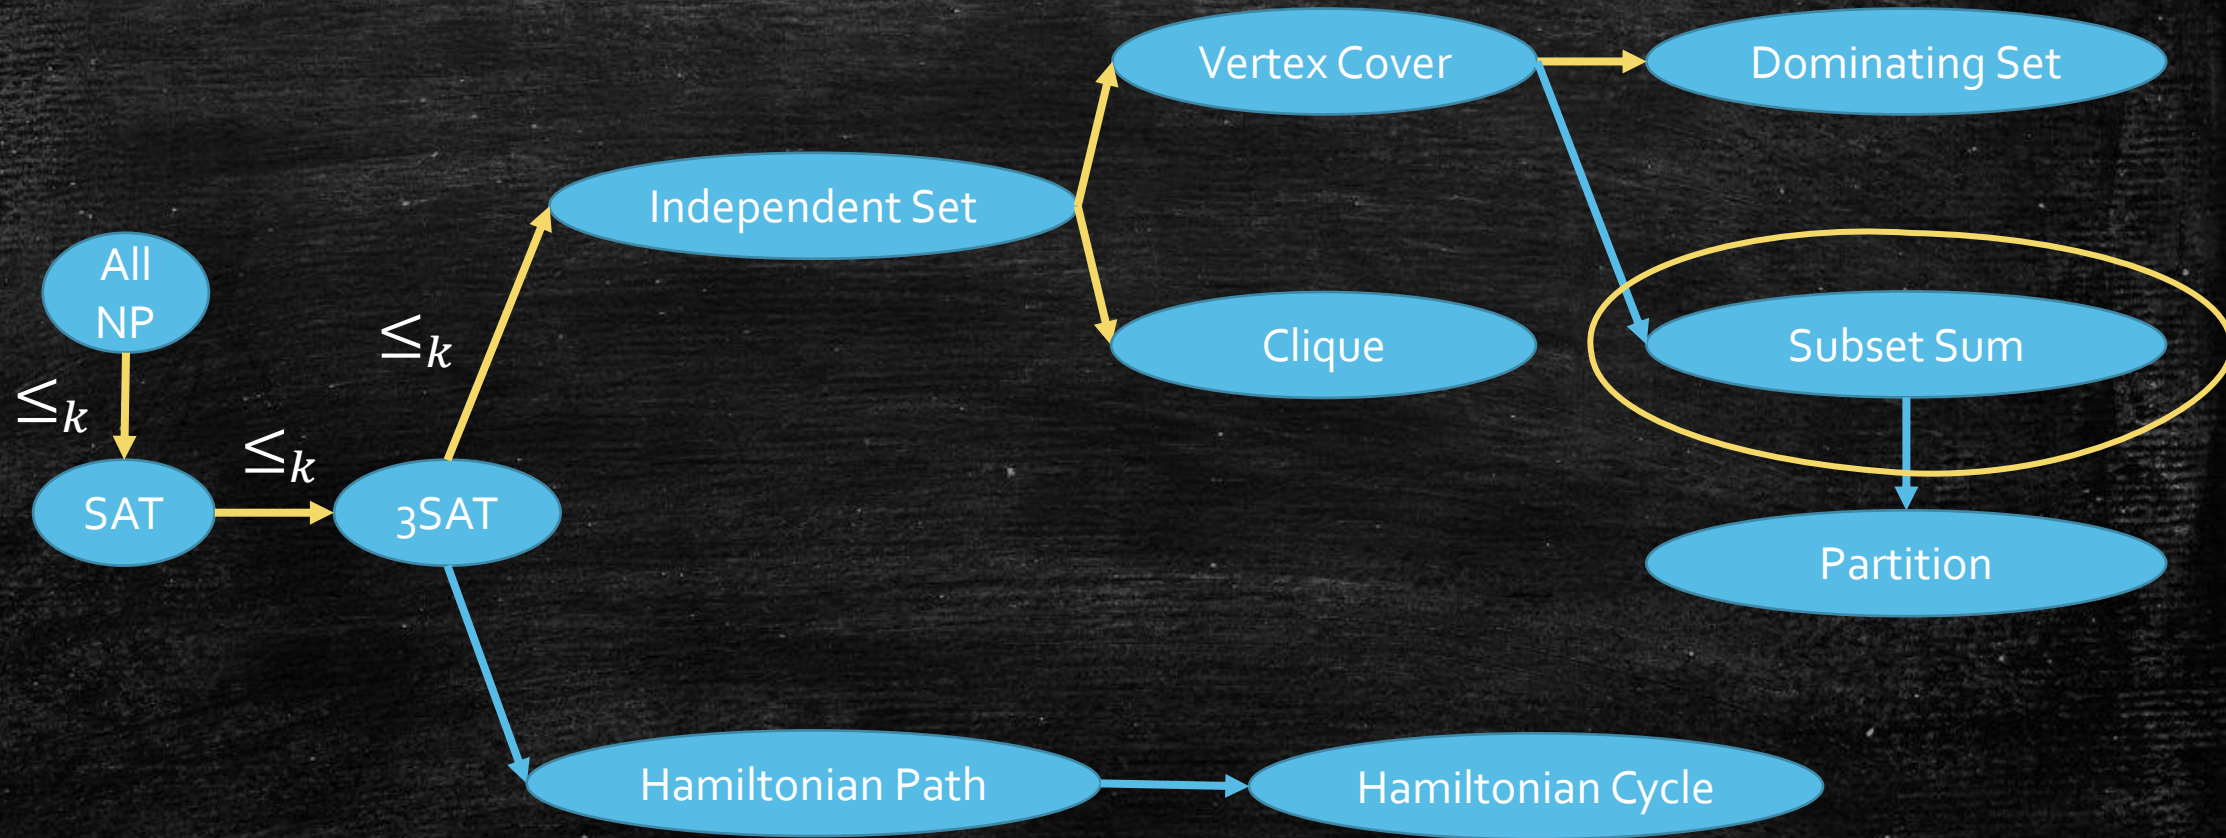 Vertex Cover
Dominating Set
Independent Set
All
NP
≤k
Clique
Subset Sum
≤k
≤k
SAT
3SAT
Partition
Hamiltonian Path
Hamiltonian Cycle